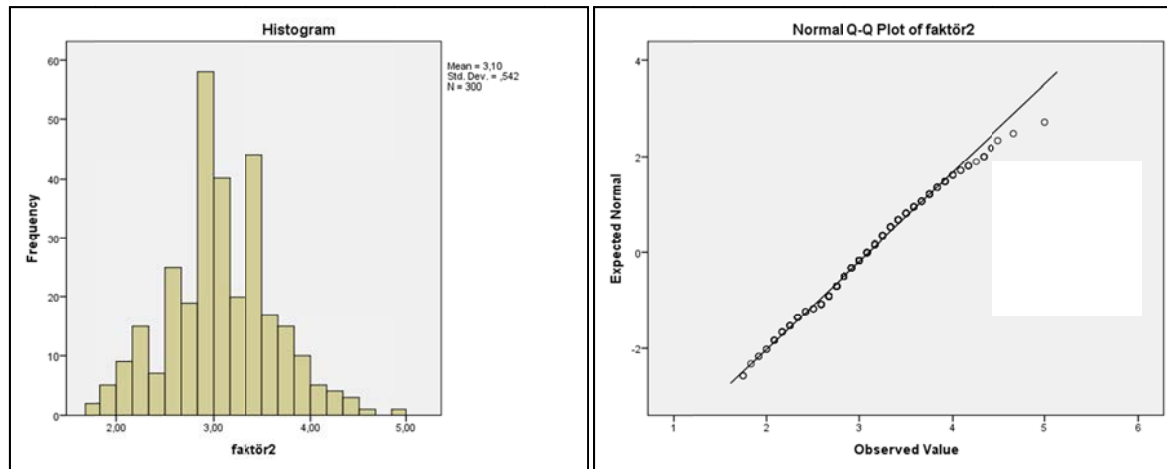 Histogram
Mean = 3,10
Std. Dev. = ,542
N = 300
60
50
40
30
20
10
0
Frequency
2,00 3,00 4,00 5,00
faktör2
Normal Q-Q Plot of faktör2
4
2
0
-2
Expected Normal
1 2 3 4 5 6
Observed Value